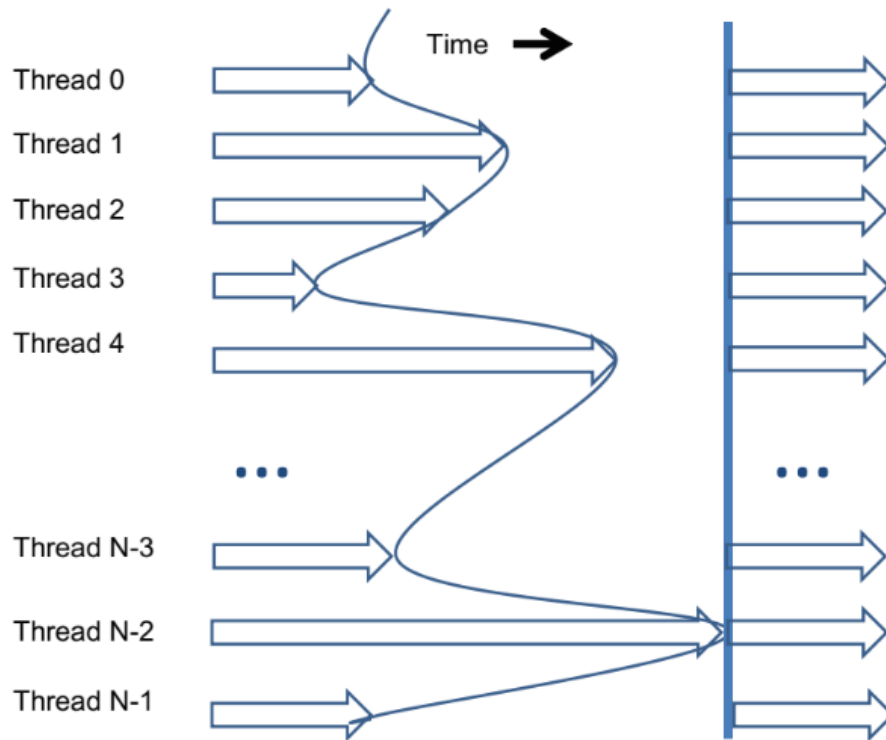 Time
Thread 0
Thread 1
Thread 2
Thread 3
Thread 4
... ...
Thread N-3
Thread N-2
Thread N-1